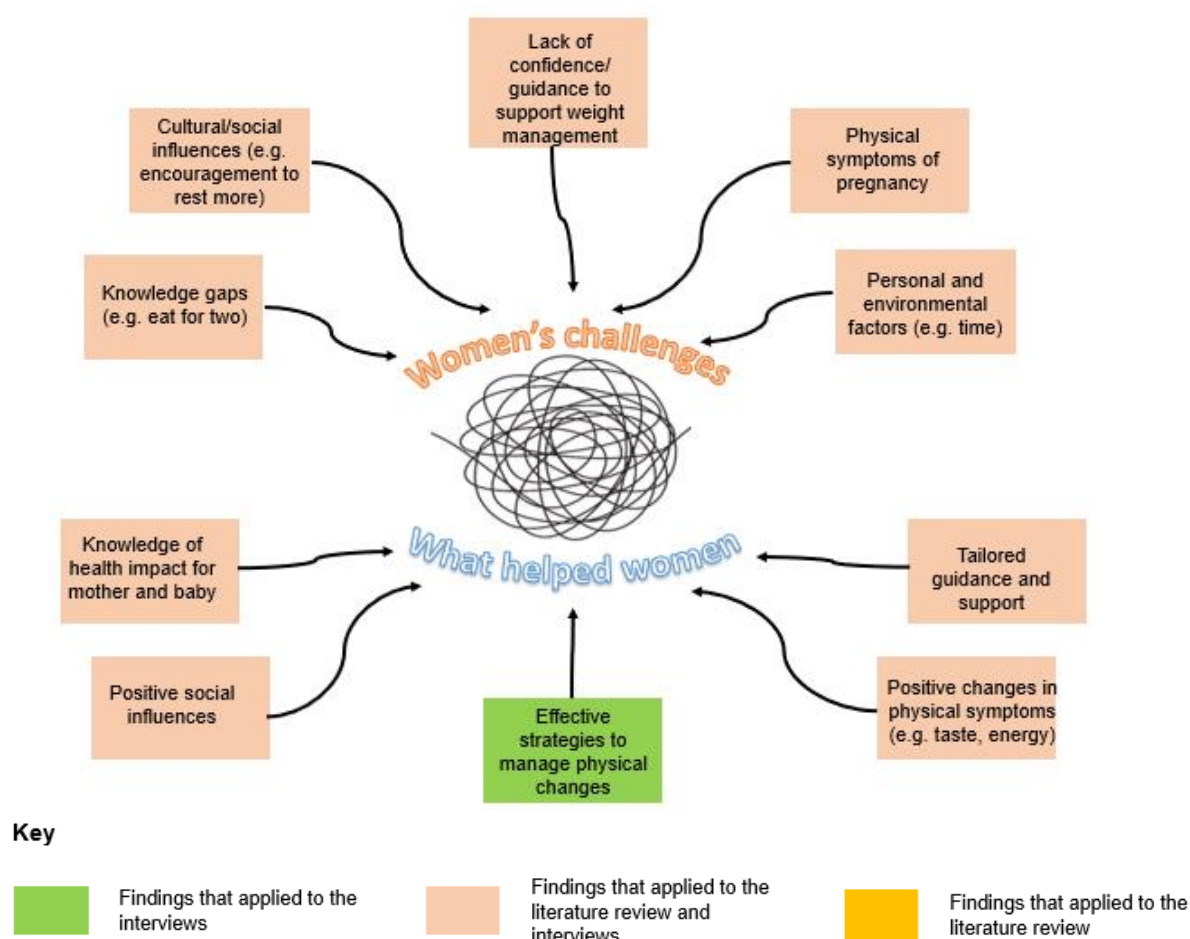 Lack of
confidence/
guidance to
support weight
management
Cultural/social
influences (e.g.
encouragement to
rest more)
Physical
symptoms of
pregnancy
Knowledge gaps
(e.g. eat for two)
Personal and
environmental
factors (e.g. time)
Women's challenges
What helped women
Knowledge of
health impact for
mother and baby
Tailored
guidance and
support
Positive social
influences
Effective
strategies to
manage physical
changes
Positive changes in
physical symptoms
(e.g. taste, energy)
Key
Findings that applied to the
interviews
Findings that applied to the
literature review and
interviews
Findings that applied to the
literature review